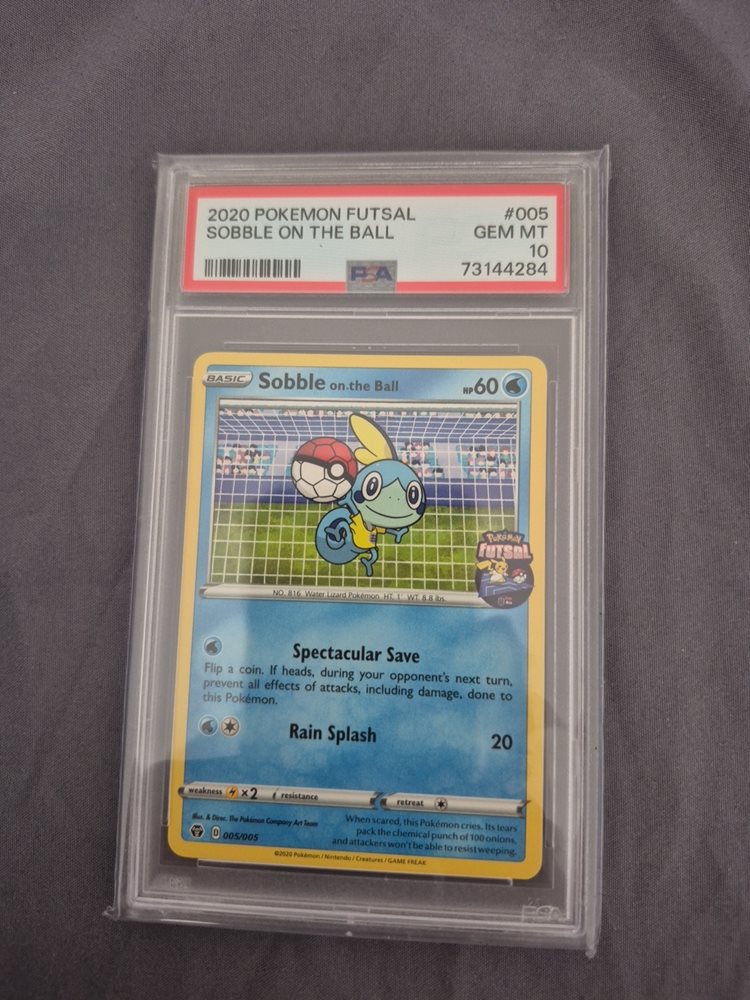 2020 POKEMON FUTSAL #005
SOBBLE ON THE BALL GEM MT
10
PSA 73144284
BASIC Sobble on the Ball HP 60
Pokémon
FUTSAL
NO. 816 Water Lizard Pokémon HT. 1' WT. 8.8 lbs.
Spectacular Save
Flip a coin. If heads, during your opponent's next turn,
prevent all effects of attacks, including damage, done to
this Pokémon.
Rain Splash 20
weakness ×2 resistance retreat
Illus. & Direc. The Pokémon Company Art Team
D 005/005
When scared, this Pokémon cries. Its tears
pack the chemical punch of 100 onions,
and attackers won't be able to resist weeping.
©2020 Pokémon / Nintendo / Creatures / GAME FREAK